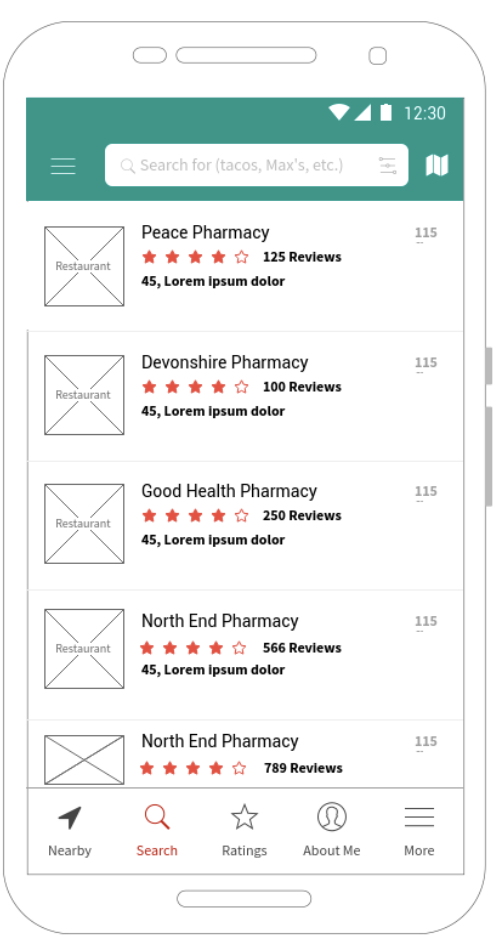 12:30
Search for (tacos, Max's, etc.)
Peace Pharmacy 115
Restaurant
125 Reviews
45, Lorem ipsum dolor
Devonshire Pharmacy 115
Restaurant
100 Reviews
45, Lorem ipsum dolor
Good Health Pharmacy 115
Restaurant
250 Reviews
45, Lorem ipsum dolor
North End Pharmacy 115
Restaurant
566 Reviews
45, Lorem ipsum dolor
North End Pharmacy 115
789 Reviews
Nearby Search Ratings About Me More